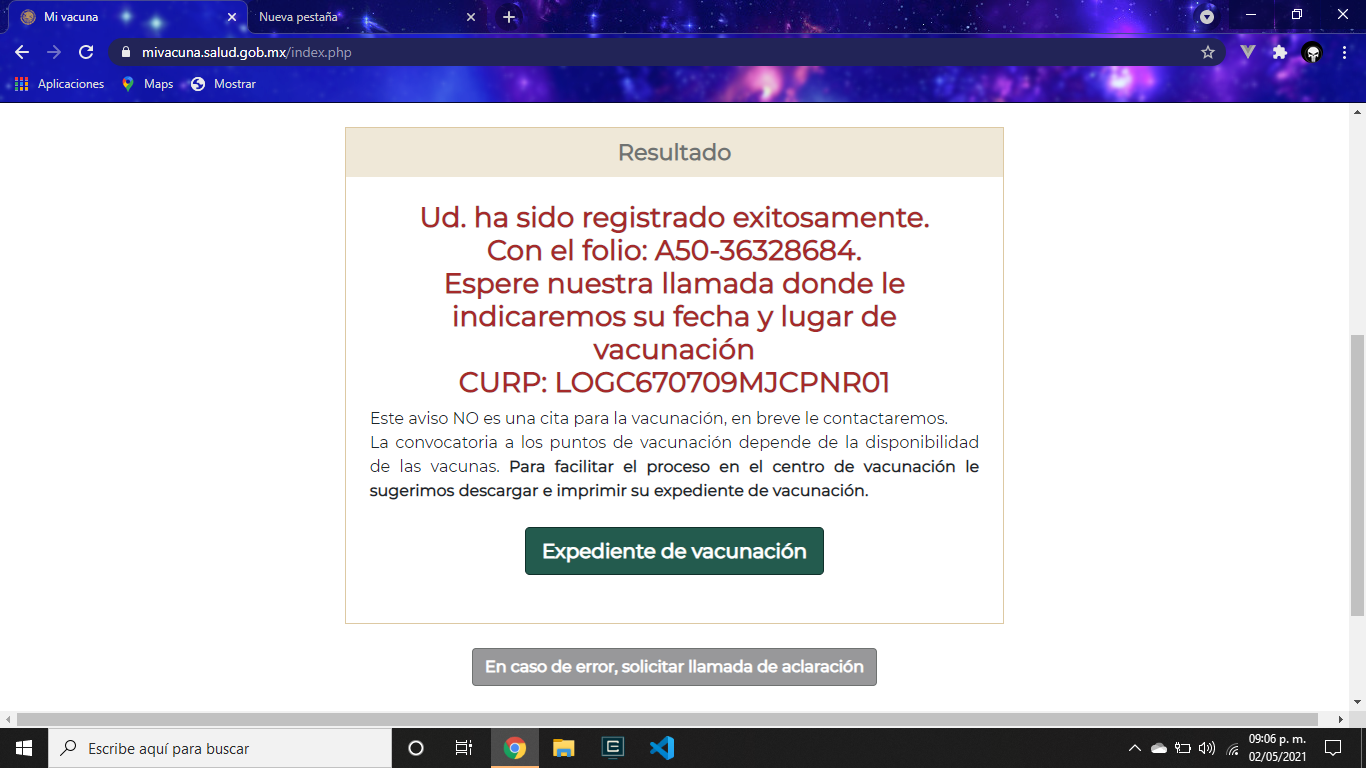 Mi vacuna
Nueva pestaña
mivacuna.salud.gob.mx/index.php
Aplicaciones
Maps
Mostrar
Resultado
Ud. ha sido registrado exitosamente.
Con el folio: A50-36328684.
Espere nuestra llamada donde le
indicaremos su fecha y lugar de
vacunación
CURP: LOGC670709MJCPNR01
Este aviso NO es una cita para la vacunación, en breve le contactaremos.
La convocatoria a los puntos de vacunación depende de la disponibilidad
de las vacunas. Para facilitar el proceso en el centro de vacunación le
sugerimos descargar e imprimir su expediente de vacunación.
Expediente de vacunación
En caso de error, solicitar llamada de aclaración
Escribe aquí para buscar
09:06 p. m.
02/05/2021